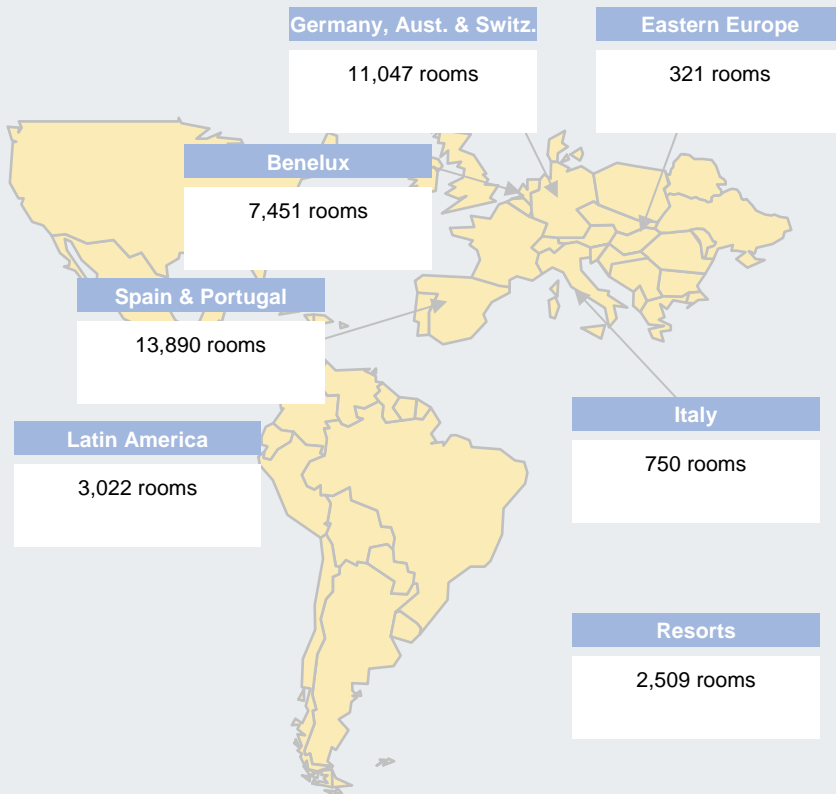 Germany, Aust. & Switz.
11,047 rooms
Eastern Europe
321 rooms
Benelux
7,451 rooms
Spain & Portugal
13,890 rooms
Italy
750 rooms
Latin America
3,022 rooms
Resorts
2,509 rooms